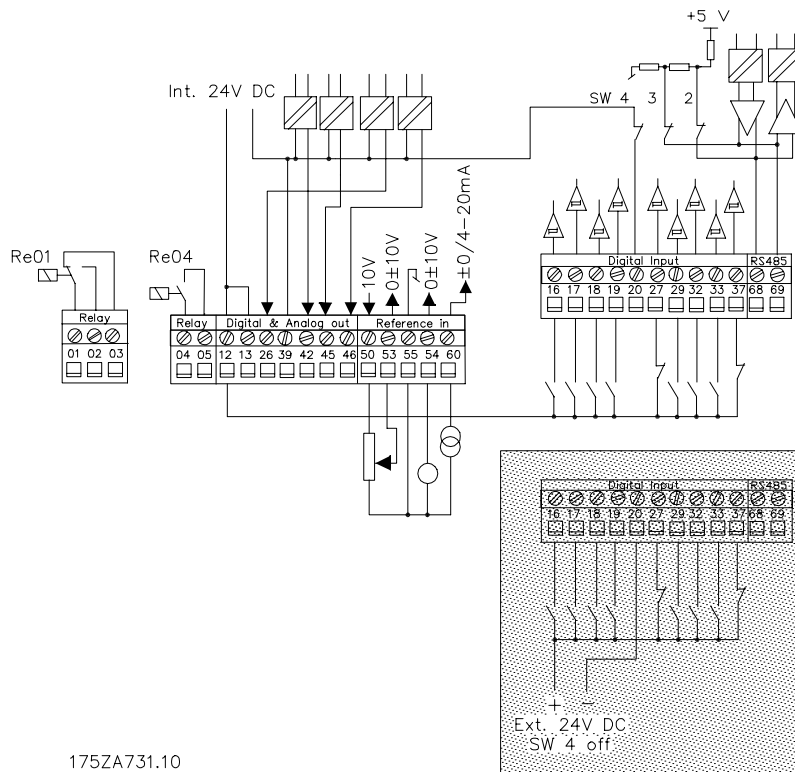 +5 V
Int. 24V DC
SW 4 3 2
Re01
Re04
10V
0±10V
0±10V
±0/4-20mA
Relay
01 02 03
Relay Digital & Analog out Reference in
04 05 12 13 26 39 42 45 46 50 53 55 54 60
Digital Input RS485
16 17 18 19 20 27 29 32 33 37 68 69
Digital Input RS485
16 17 18 19 20 27 29 32 33 37 68 69
+ -
Ext. 24V DC
SW 4 off
175ZA731.10